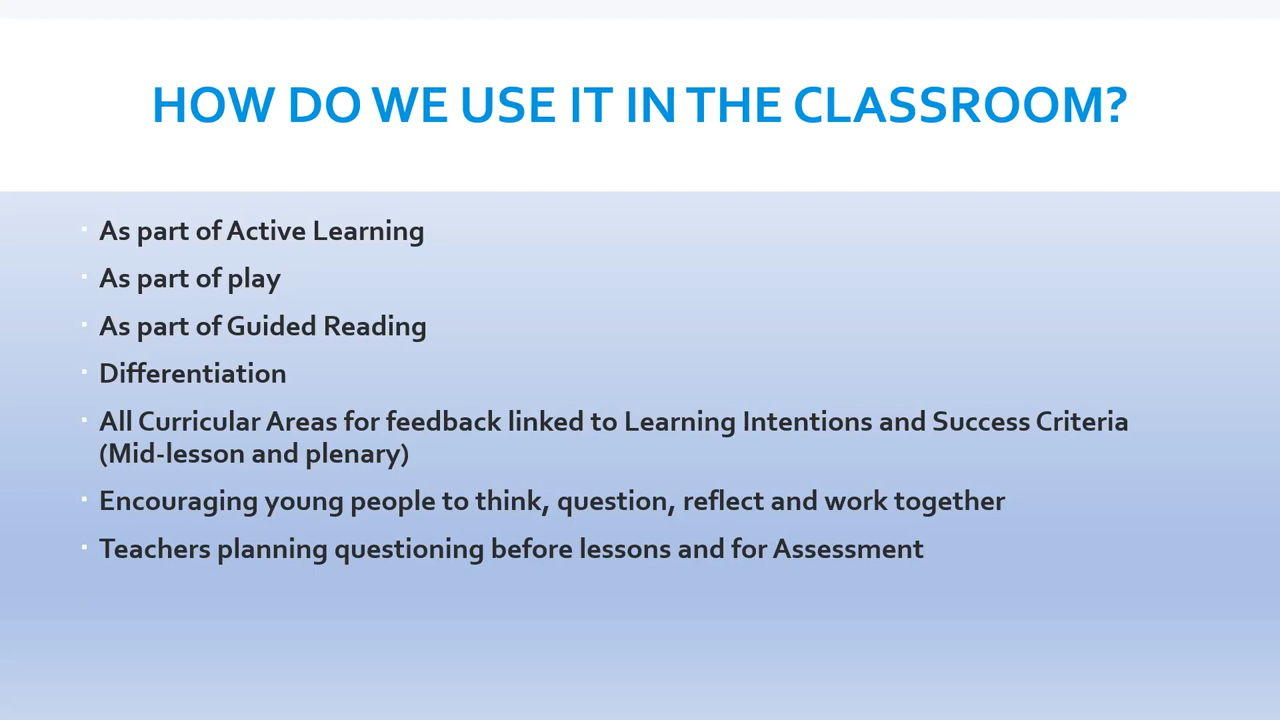 HOW DO WE USE IT IN THE CLASSROOM?
As part of Active Learning
As part of play
As part of Guided Reading
Differentiation
All Curricular Areas for feedback linked to Learning Intentions and Success Criteria
(Mid-lesson and plenary)
Encouraging young people to think, question, reflect and work together
Teachers planning questioning before lessons and for Assessment